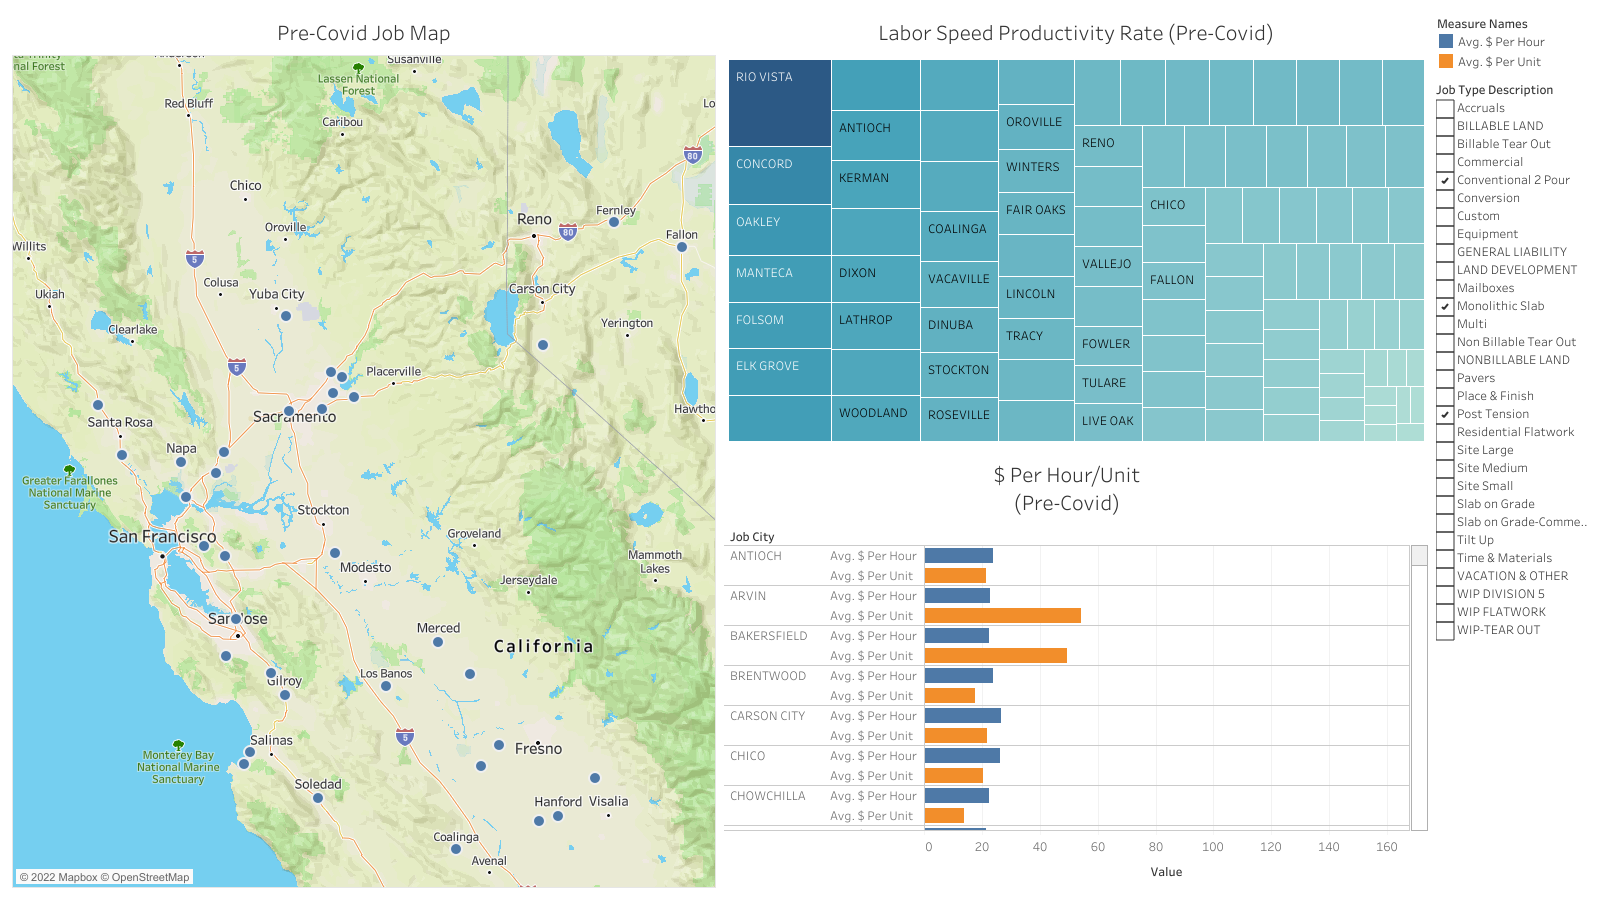 Pre-Covid Job Map
nal Forest
Susanville
Lassen National
Forest
Red Bluff
Caribou
Lo
80
Chico
Reno
Fernley
80
Oroville
Fallon
Willits
5
Colusa
Carson City
Ukiah
Yuba City
Clearlake
Yerington
5
Placerville
Hawtho
Santa Rosa
Sacramento
Napa
Greater Farallones
National Marine
Sanctuary
Stockton
San Francisco
Groveland
Mammoth
Lakes
Modesto
Jerseydale
San Jose
Merced
California
Los Banos
Gilroy
5
Salinas
Fresno
Monterey Bay
National Marine
Sanctuary
Soledad
Hanford
Visalia
Coalinga
Avenal
© 2022 Mapbox © OpenStreetMap
Labor Speed Productivity Rate (Pre-Covid)
RIO VISTA
CONCORD
OAKLEY
MANTECA
FOLSOM
ELK GROVE
ANTIOCH
KERMAN
DIXON
LATHROP
WOODLAND
COALINGA
VACAVILLE
DINUBA
STOCKTON
ROSEVILLE
OROVILLE
WINTERS
FAIR OAKS
LINCOLN
TRACY
RENO
VALLEJO
FOWLER
TULARE
LIVE OAK
CHICO
FALLON
$ Per Hour/Unit
(Pre-Covid)
Job City
ANTIOCH Avg. $ Per Hour
Avg. $ Per Unit
ARVIN Avg. $ Per Hour
Avg. $ Per Unit
BAKERSFIELD Avg. $ Per Hour
Avg. $ Per Unit
BRENTWOOD Avg. $ Per Hour
Avg. $ Per Unit
CARSON CITY Avg. $ Per Hour
Avg. $ Per Unit
CHICO Avg. $ Per Hour
Avg. $ Per Unit
CHOWCHILLA Avg. $ Per Hour
Avg. $ Per Unit
0 20 40 60 80 100 120 140 160
Value
Measure Names
Avg. $ Per Hour
Avg. $ Per Unit
Job Type Description
Accruals
BILLABLE LAND
Billable Tear Out
Commercial
Conventional 2 Pour
Conversion
Custom
Equipment
GENERAL LIABILITY
LAND DEVELOPMENT
Mailboxes
Monolithic Slab
Multi
Non Billable Tear Out
NONBILLABLE LAND
Pavers
Place & Finish
Post Tension
Residential Flatwork
Site Large
Site Medium
Site Small
Slab on Grade
Slab on Grade-Comme..
Tilt Up
Time & Materials
VACATION & OTHER
WIP DIVISION 5
WIP FLATWORK
WIP-TEAR OUT